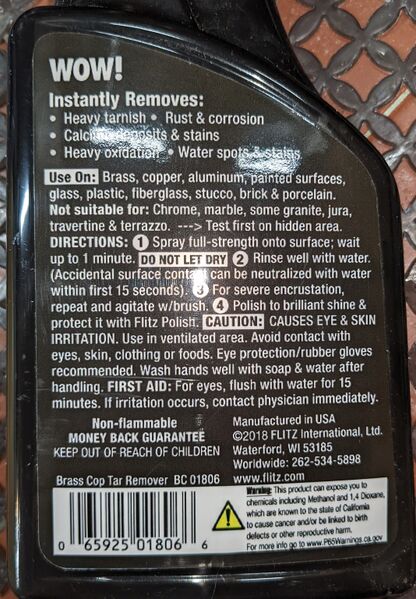 WOW!
Instantly Removes:
• Heavy tarnish • Rust & corrosion
• Calcium deposits & stains
• Heavy oxidation • Water spots & stains
Use On: Brass, copper, aluminum, painted surfaces,
glass, plastic, fiberglass, stucco, brick & porcelain.
Not suitable for: Chrome, marble, some granite, jura,
travertine & terrazzo. ---> Test first on hidden area.
DIRECTIONS: 1 Spray full-strength onto surface; wait
up to 1 minute. DO NOT LET DRY 2 Rinse well with water.
(Accidental surface contact can be neutralized with water
within first 15 seconds). 3 For severe encrustation,
repeat and agitate w/brush. 4 Polish to brilliant shine &
protect it with Flitz Polish. CAUTION: CAUSES EYE & SKIN
IRRITATION. Use in ventilated area. Avoid contact with
eyes, skin, clothing or foods. Eye protection/rubber gloves
recommended. Wash hands well with soap & water after
handling. FIRST AID: For eyes, flush with water for 15
minutes. If irritation occurs, contact physician immediately.
Non-flammable
MONEY BACK GUARANTEE
KEEP OUT OF REACH OF CHILDREN
Manufactured in USA
©2018 FLITZ International, Ltd.
Waterford, WI 53185
Worldwide: 262-534-5898
www.flitz.com
Brass Cop Tar Remover BC 01806
0 65925 01806 6
Warning: This product can expose you to
chemicals including Methanol and 1,4 Dioxane,
which are known to the state of California
to cause cancer and/or be linked to birth
defects or other reproductive harm.
For more info go to www.P65Warnings.ca.gov